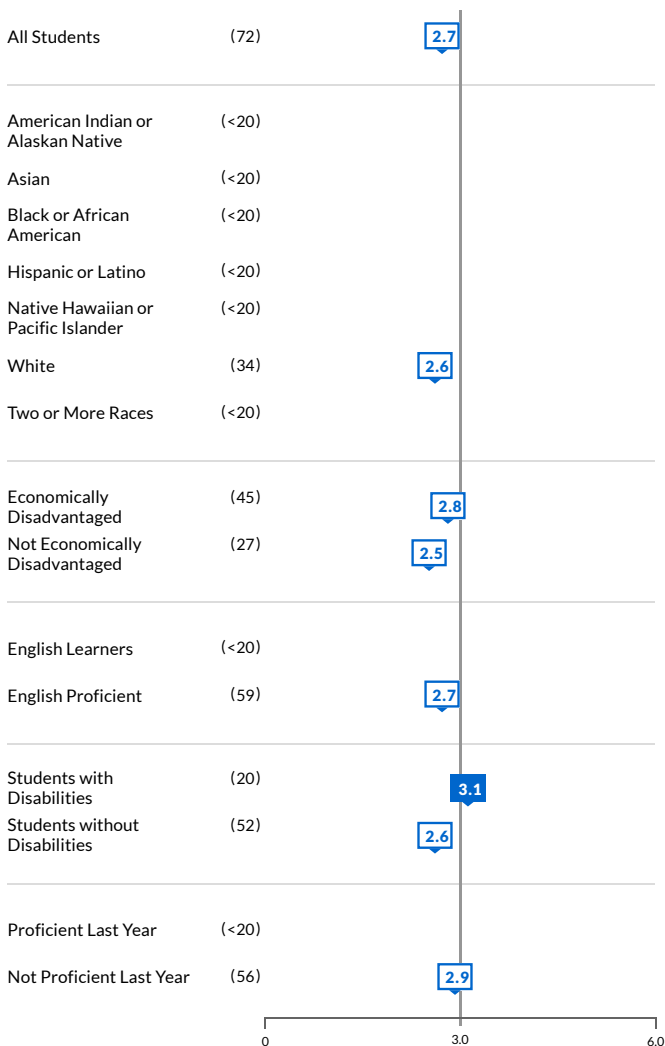 All Students (72) 2.7
American Indian or (<20)
Alaskan Native
Asian (<20)
Black or African (<20)
American
Hispanic or Latino (<20)
Native Hawaiian or (<20)
Pacific Islander
White (34) 2.6
Two or More Races (<20)
Economically (45) 2.8
Disadvantaged
Not Economically (27) 2.5
Disadvantaged
English Learners (<20)
English Proficient (59) 2.7
Students with (20) 3.1
Disabilities
Students without (52) 2.6
Disabilities
Proficient Last Year (<20)
Not Proficient Last Year (56) 2.9
0 3.0 6.0